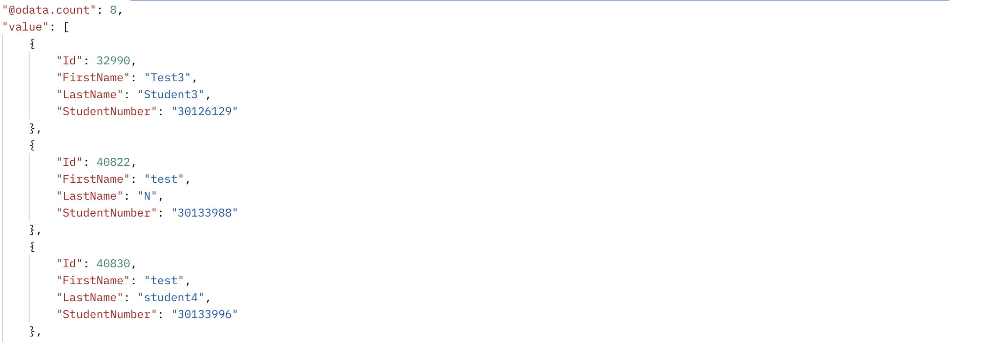 "@odata.count": 8,
"value": [
{
"Id": 32990,
"FirstName": "Test3",
"LastName": "Student3",
"StudentNumber": "30126129"
},
{
"Id": 40822,
"FirstName": "test",
"LastName": "N",
"StudentNumber": "30133988"
},
{
"Id": 40830,
"FirstName": "test",
"LastName": "student4",
"StudentNumber": "30133996"
},